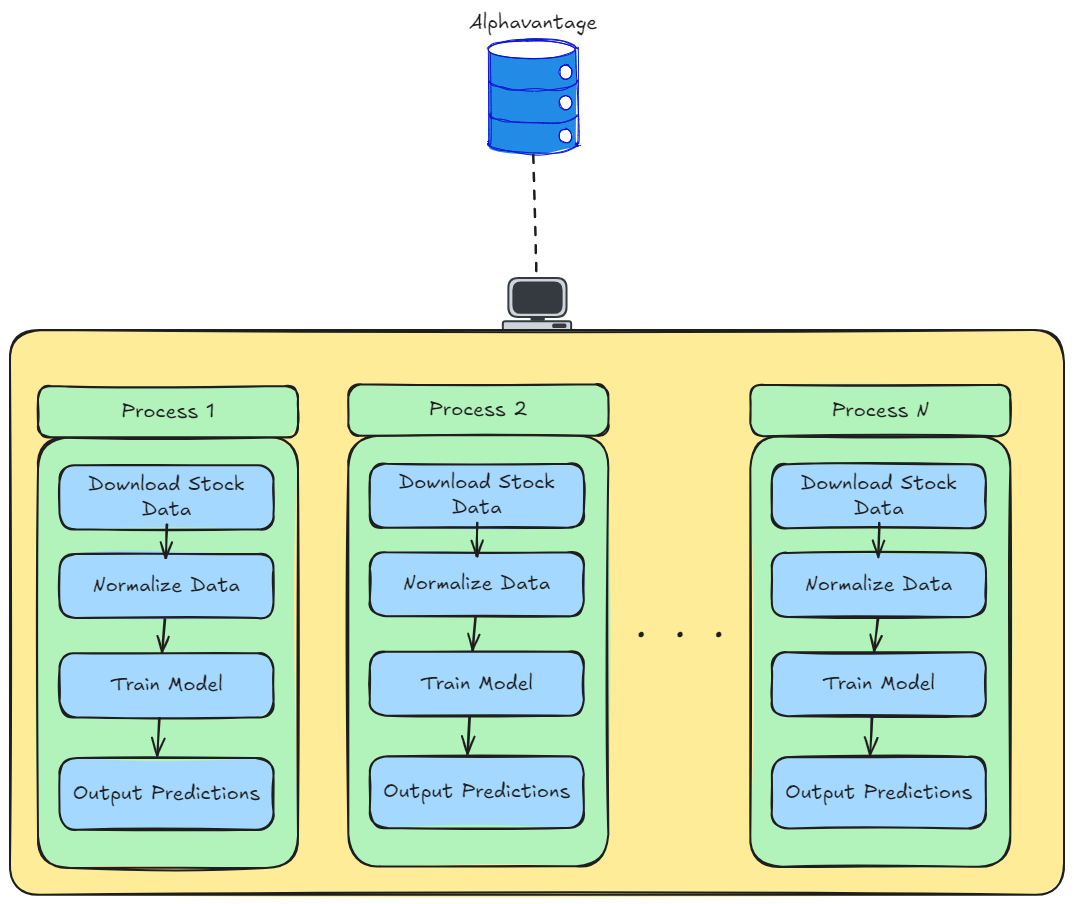 Alphavantage
Process 1
Download Stock
Data
Normalize Data
Train Model
Output Predictions
Process 2
Download Stock
Data
Normalize Data
Train Model
Output Predictions
. . .
Process N
Download Stock
Data
Normalize Data
Train Model
Output Predictions